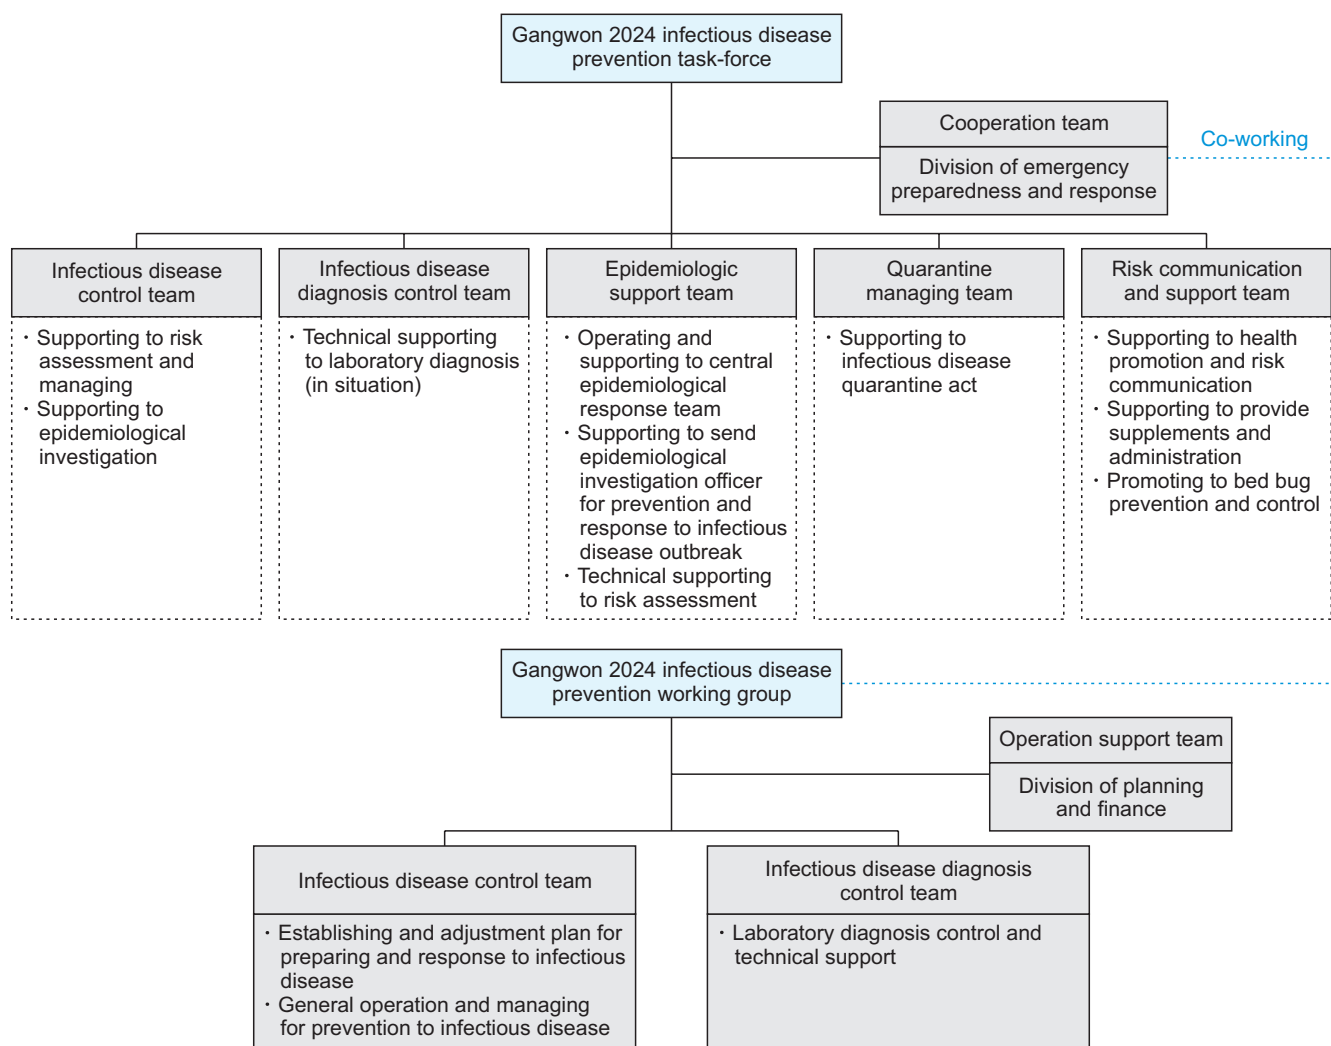 Gangwon 2024 infectious disease
prevention task-force
Cooperation team
Division of emergency
preparedness and response
Co-working
Infectious disease
control team
· Supporting to risk
assessment and
managing
· Supporting to
epidemiological
investigation
Infectious disease
diagnosis control team
· Technical supporting
to laboratory diagnosis
(in situation)
Epidemiologic
support team
· Operating and
supporting to central
epidemiological
response team
· Supporting to send
epidemiological
investigation officer
for prevention and
response to infectious
disease outbreak
· Technical supporting
to risk assessment
Quarantine
managing team
· Supporting to
infectious disease
quarantine act
Risk communication
and support team
· Supporting to health
promotion and risk
communication
· Supporting to provide
supplements and
administration
· Promoting to bed bug
prevention and control
Gangwon 2024 infectious disease
prevention working group
Operation support team
Division of planning
and finance
Infectious disease control team
· Establishing and adjustment plan for
preparing and response to infectious
disease
· General operation and managing
for prevention to infectious disease
Infectious disease diagnosis
control team
· Laboratory diagnosis control and
technical support